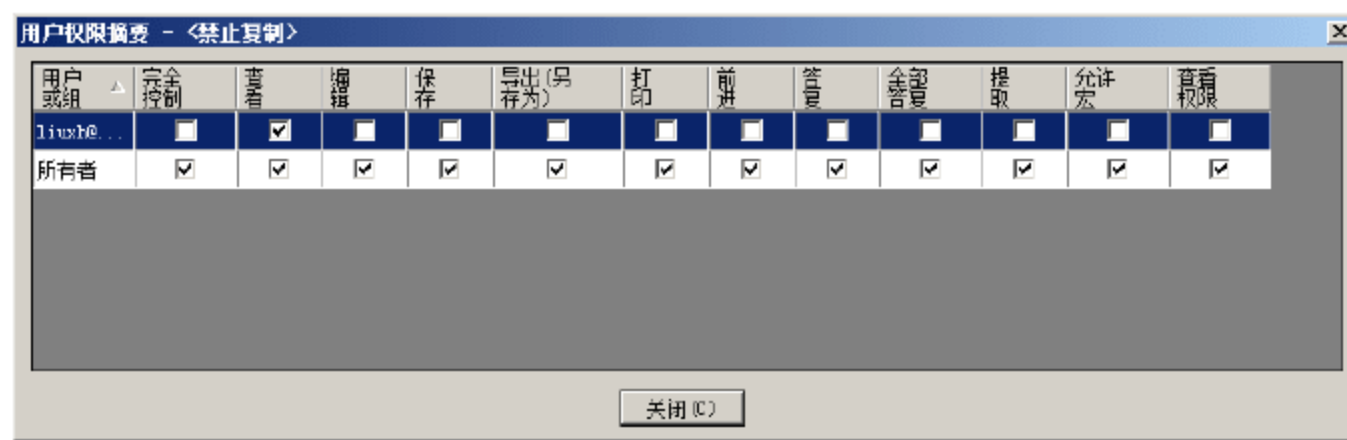 用户权限摘要 - <禁止复制>
用户或组 完全控制 查看 编辑 保存 导出(另存为) 打印 前进 答复 全部答复 提取 允许宏 查看权限
liuxh@...
所有者
关闭(C)